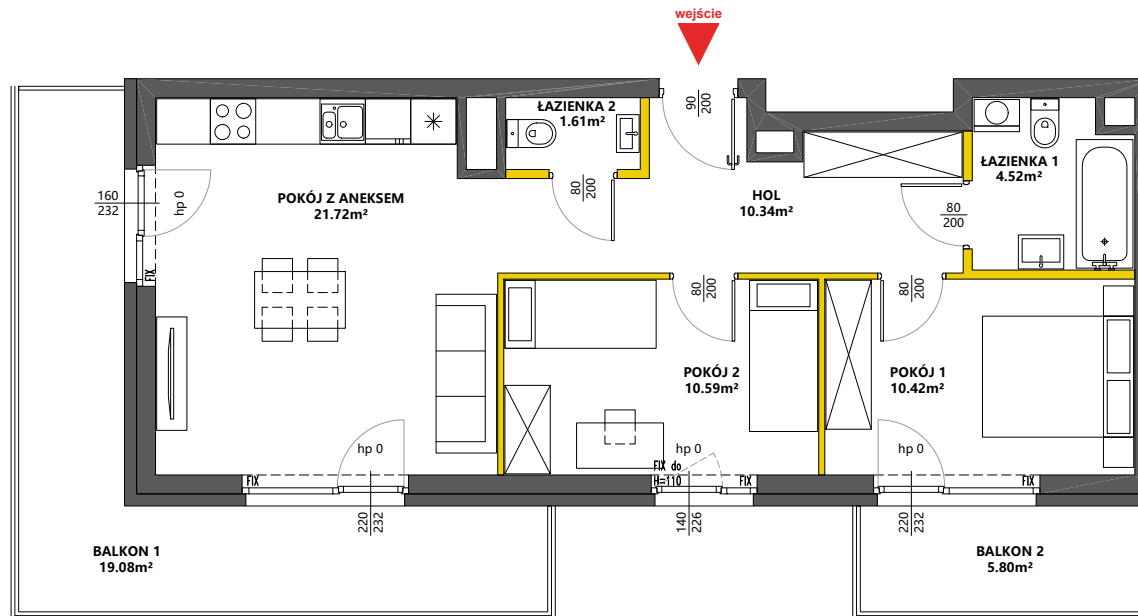 wejście
90
200
ŁAZIENKA 2
1.61m²
ŁAZIENKA 1
4.52m²
80
200
POKÓJ Z ANEKSEM
21.72m²
HOL
10.34m²
160
232
hp 0
FIX
80
200
80
200
80
200
POKÓJ 2
10.59m²
POKÓJ 1
10.42m²
hp 0
hp 0
hp 0
FIX do
H=110
FIX
FIX
FIX
220
232
140
226
220
232
BALKON 1
19.08m²
BALKON 2
5.80m²